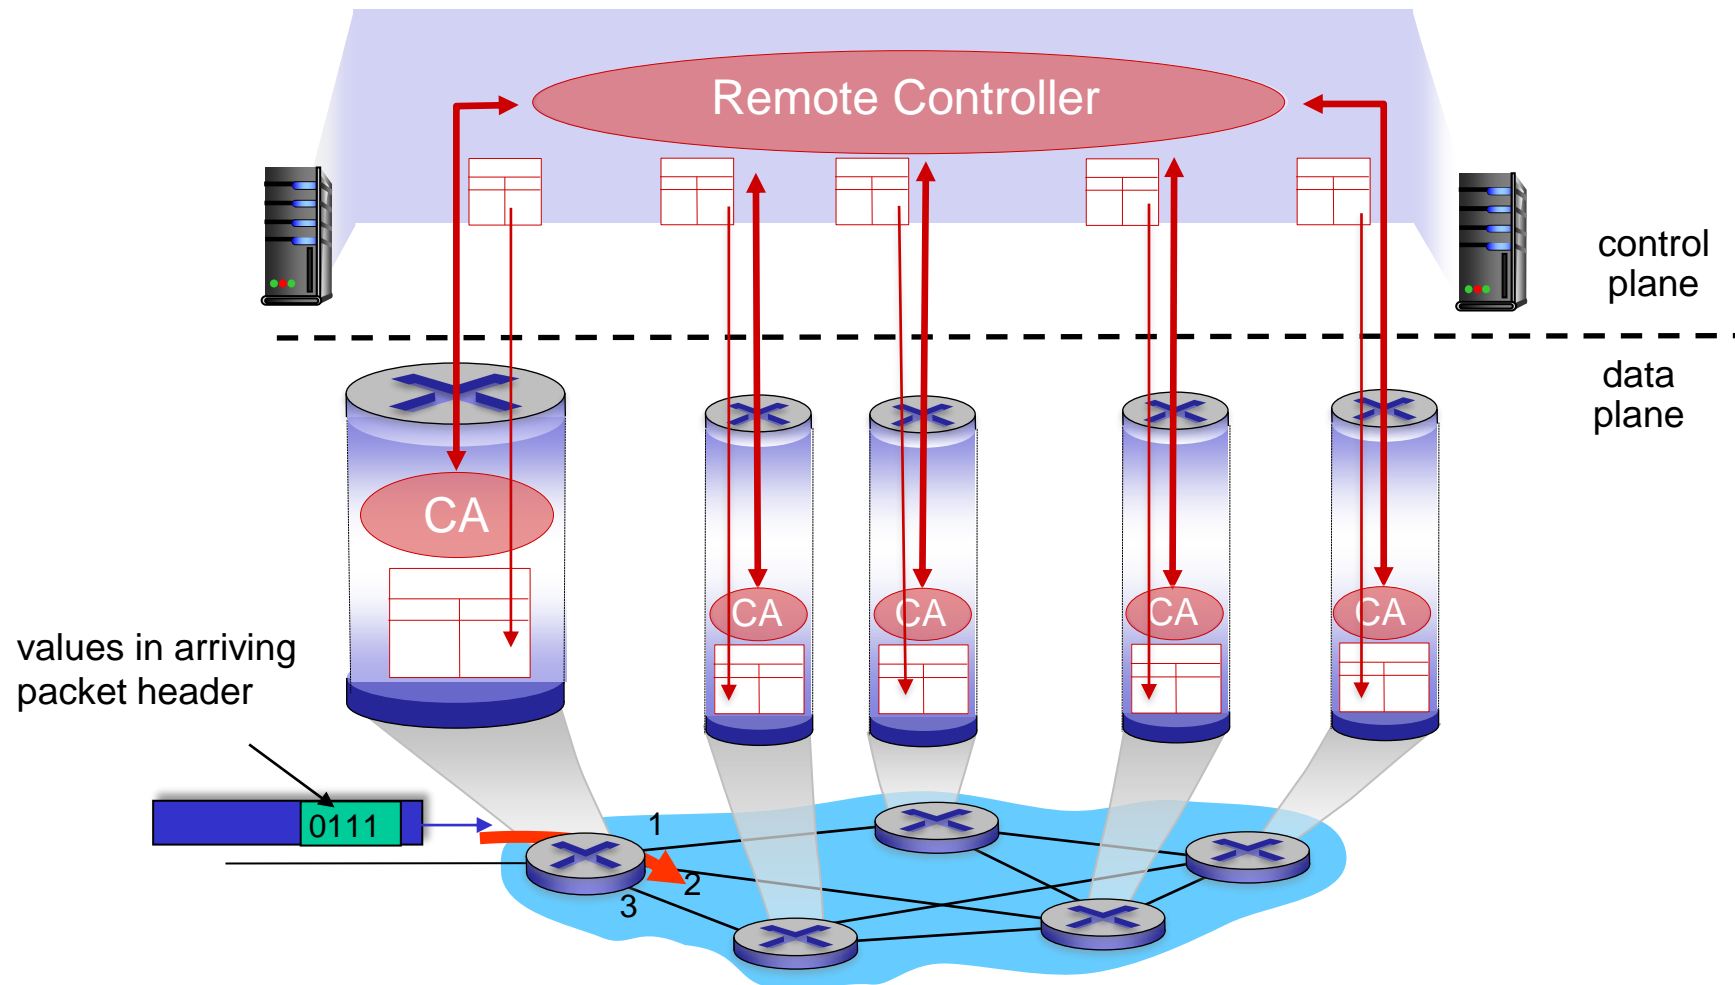 Remote Controller
control
plane
data
plane
CA
CA
CA
CA
CA
values in arriving
packet header
0111
1
2
3